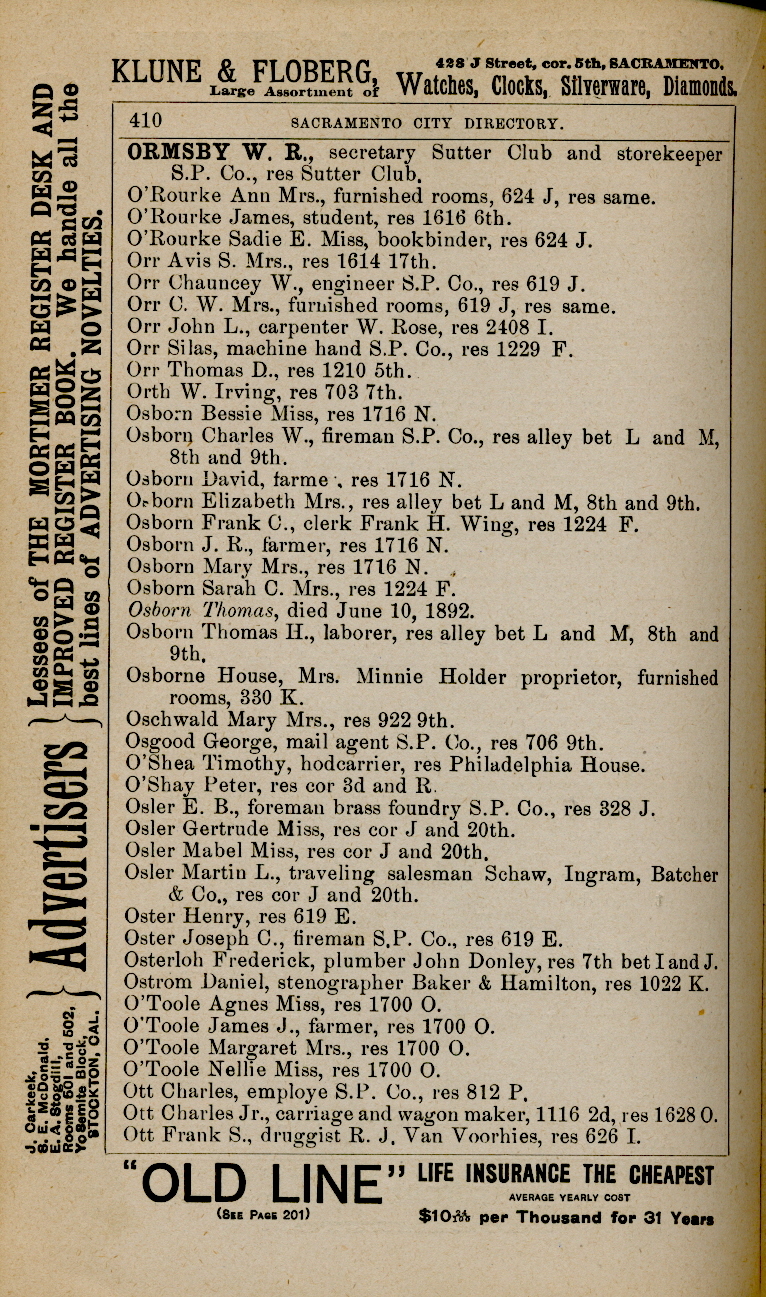 KLUNE & FLOBERG,
Large Assortment of
428 J Street, cor. 5th, SACRAMENTO.
Watches, Clocks, Silverware, Diamonds.
410 SACRAMENTO CITY DIRECTORY.
ORMSBY W. R., secretary Sutter Club and storekeeper
S.P. Co., res Sutter Club.
O'Rourke Ann Mrs., furnished rooms, 624 J, res same.
O'Rourke James, student, res 1616 6th.
O'Rourke Sadie E. Miss, bookbinder, res 624 J.
Orr Avis S. Mrs., res 1614 17th.
Orr Chauncey W., engineer S.P. Co., res 619 J.
Orr C. W. Mrs., furnished rooms, 619 J, res same.
Orr John L., carpenter W. Rose, res 2408 I.
Orr Silas, machine hand S.P. Co., res 1229 F.
Orr Thomas D., res 1210 5th.
Orth W. Irving, res 703 7th.
Osborn Bessie Miss, res 1716 N.
Osborn Charles W., fireman S.P. Co., res alley bet L and M,
8th and 9th.
Osborn David, farmer, res 1716 N.
Osborn Elizabeth Mrs., res alley bet L and M, 8th and 9th.
Osborn Frank C., clerk Frank H. Wing, res 1224 F.
Osborn J. R., farmer, res 1716 N.
Osborn Mary Mrs., res 1716 N.
Osborn Sarah C. Mrs., res 1224 F.
Osborn Thomas, died June 10, 1892.
Osborn Thomas H., laborer, res alley bet L and M, 8th and
9th.
Osborne House, Mrs. Minnie Holder proprietor, furnished
rooms, 330 K.
Oschwald Mary Mrs., res 922 9th.
Osgood George, mail agent S.P. Co., res 706 9th.
O'Shea Timothy, hodcarrier, res Philadelphia House.
O'Shay Peter, res cor 3d and R.
Osler E. B., foreman brass foundry S.P. Co., res 328 J.
Osler Gertrude Miss, res cor J and 20th.
Osler Mabel Miss, res cor J and 20th.
Osler Martin L., traveling salesman Schaw, Ingram, Batcher
& Co., res cor J and 20th.
Oster Henry, res 619 E.
Oster Joseph C., fireman S.P. Co., res 619 E.
Osterloh Frederick, plumber John Donley, res 7th bet I and J.
Ostrom Daniel, stenographer Baker & Hamilton, res 1022 K.
O'Toole Agnes Miss, res 1700 O.
O'Toole James J., farmer, res 1700 O.
O'Toole Margaret Mrs., res 1700 O.
O'Toole Nellie Miss, res 1700 O.
Ott Charles, employe S.P. Co., res 812 P.
Ott Charles Jr., carriage and wagon maker, 1116 2d, res 1628 O.
Ott Frank S., druggist R. J. Van Voorhies, res 626 I.
J. Carkeek,
S. E. McDonald,
E. A. Stogdill,
Rooms 501 and 502,
Yo Semite Block,
STOCKTON, CAL.
Advertisers
Lessees of THE MORTIMER REGISTER DESK AND
IMPROVED REGISTER BOOK. We handle all the
best lines of ADVERTISING NOVELTIES.
"OLD LINE"
(SEE PAGE 201)
LIFE INSURANCE THE CHEAPEST
AVERAGE YEARLY COST
$10 per Thousand for 31 Years